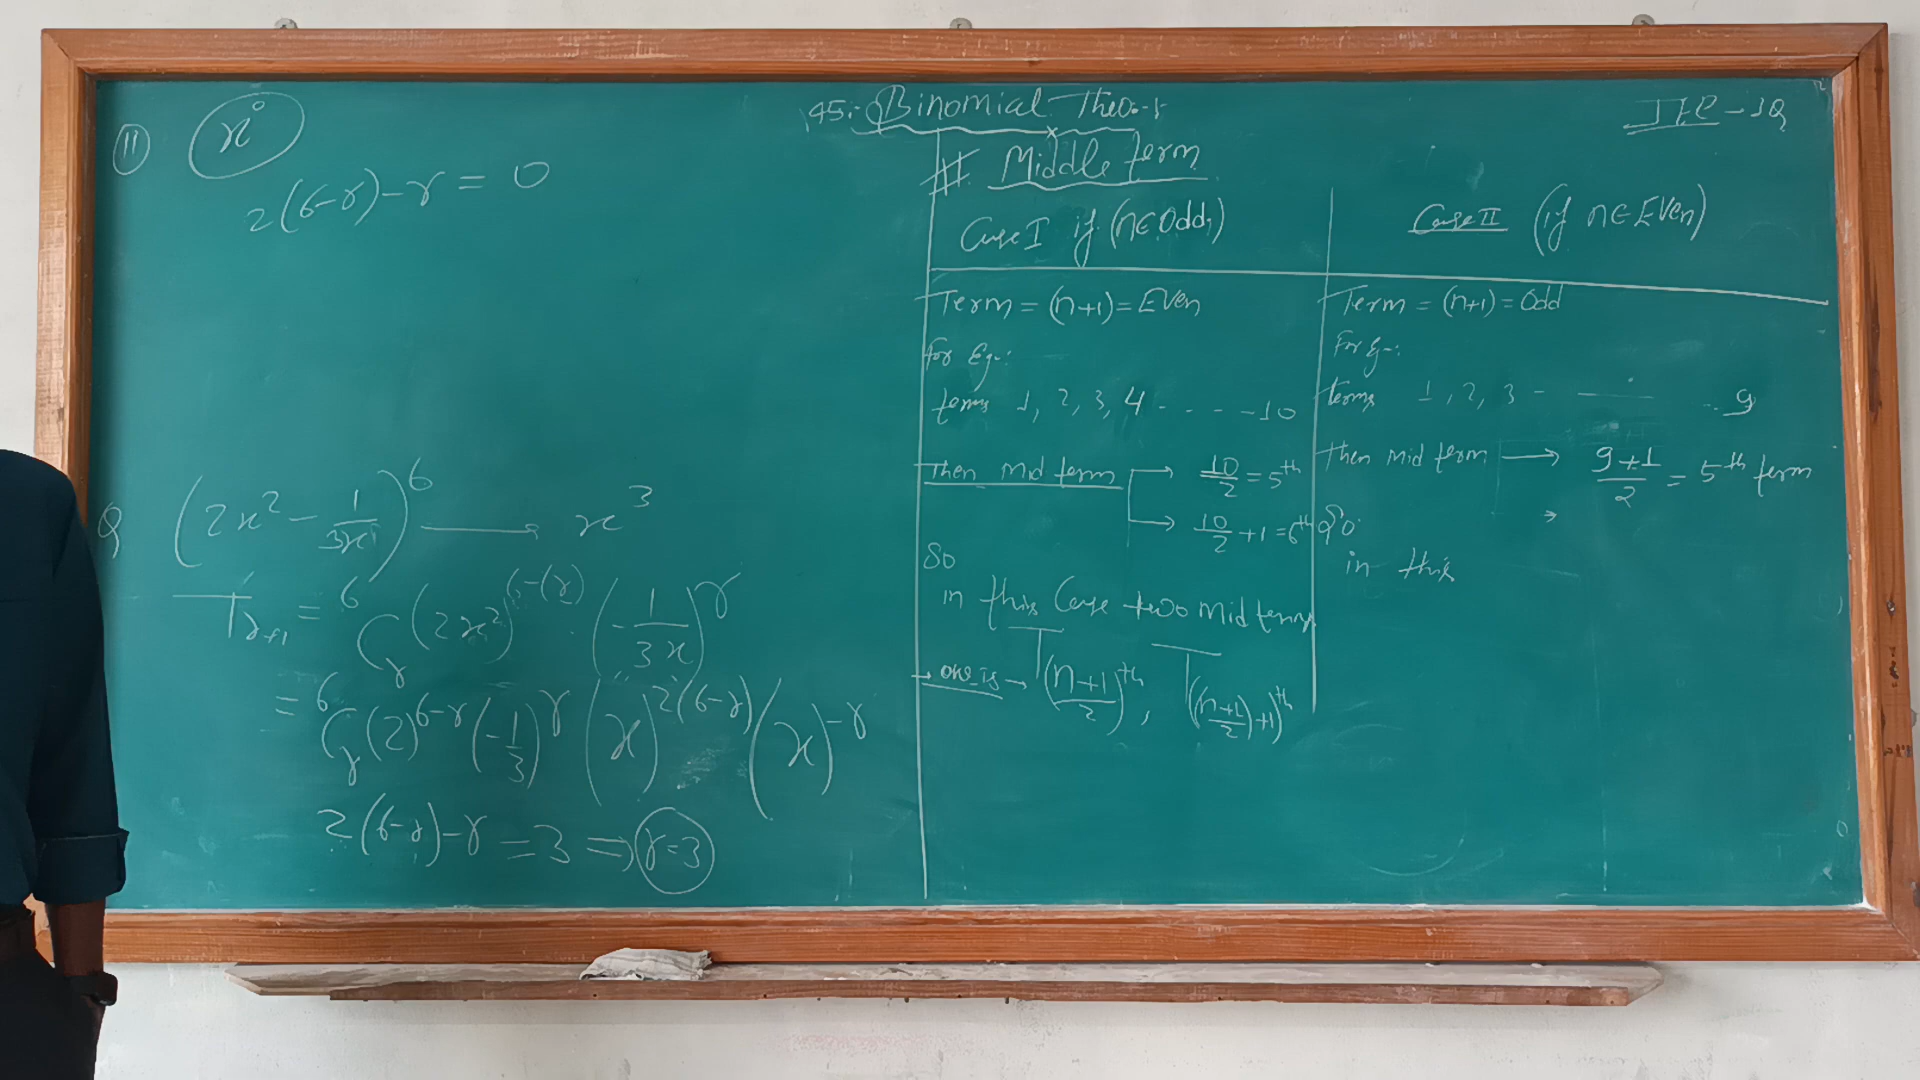 45:- Binomial Theo-
JEE-
(11) x⁰
2(6-r)-r = 0
Q (2x² - 1/3x)⁶ → x³
T_{r+1} = ⁶C_r (2x²)^{6-(r)} · (-1/3x)^r
= ⁶C_r (2)^{6-r} (-1/3)^r (x)^{2(6-r)} (x)^{-r}
2(6-r)-r = 3 ⇒ r=3
# Middle term
Case I if (n∈Odd)
Term = (n+1) = Even
for Eg-:
terms 1, 2, 3, 4 - - - - 10
Then mid term → 10/2 = 5th
→ 10/2 + 1 = 6th
So
in this Case two mid terms
→ one is → T(n+1/2)th, T((n+1/2)+1)th
Case II (if n∈Even)
Term = (n+1) = Odd
For Eg-:
terms 1, 2, 3 - .. 9
Then mid term → 9+1/2 = 5th term
→
So
in this